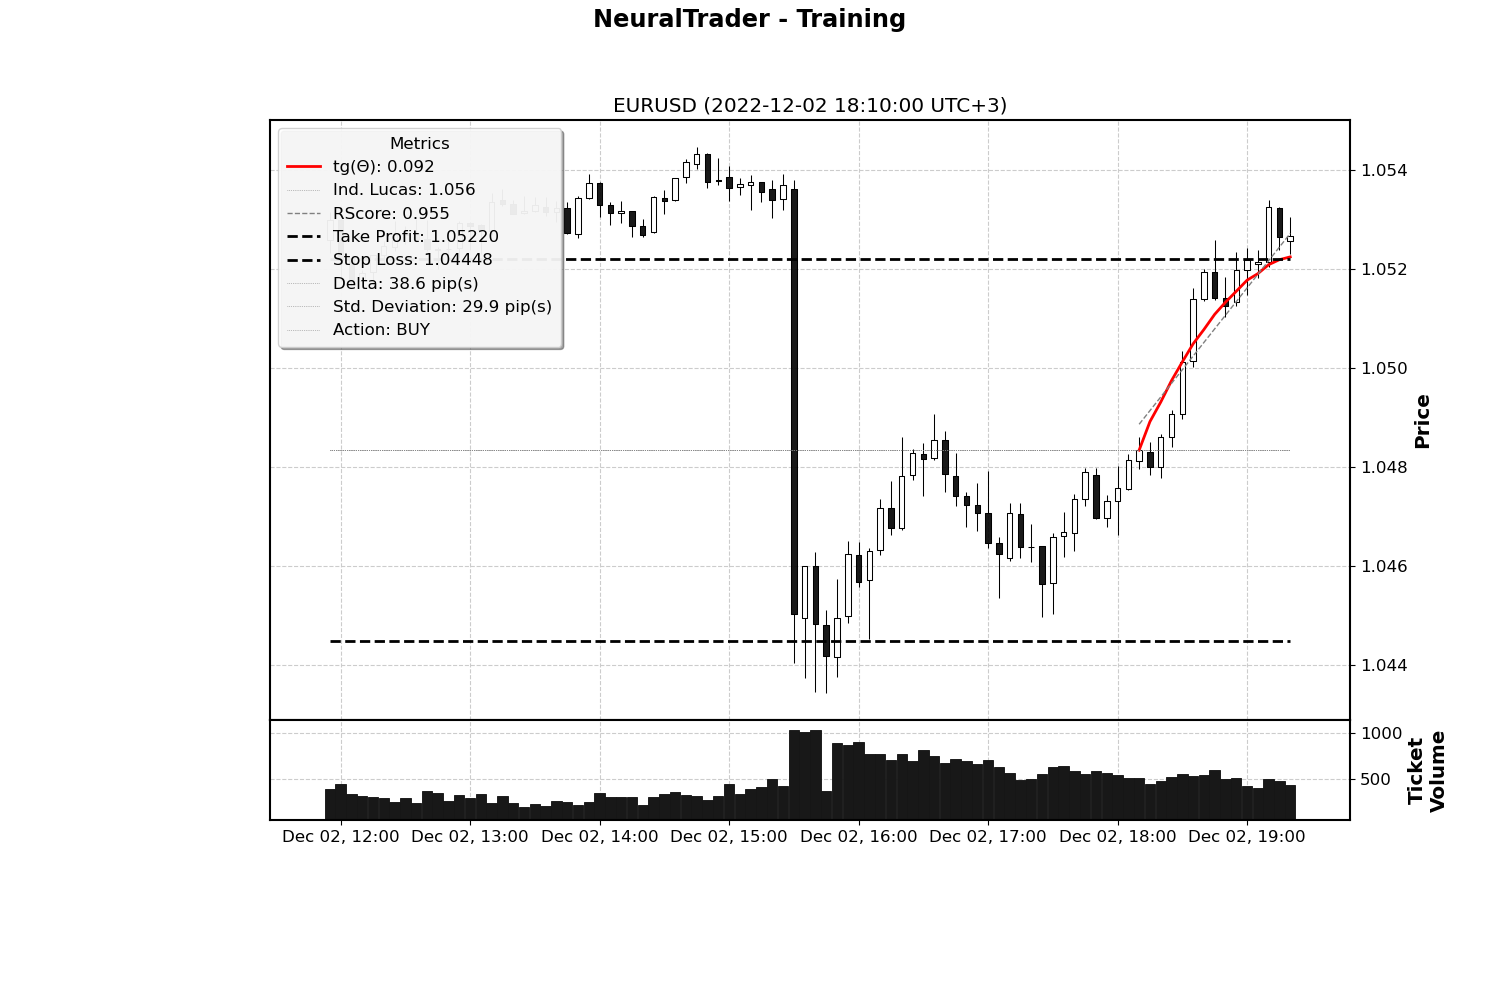 NeuralTrader - Training
EURUSD (2022-12-02 18:10:00 UTC+3)
Metrics
tg(Θ): 0.092
Ind. Lucas: 1.056
RScore: 0.955
Take Profit: 1.05220
Stop Loss: 1.04448
Delta: 38.6 pip(s)
Std. Deviation: 29.9 pip(s)
Action: BUY
1.054
1.052
1.050
1.048
1.046
1.044
Price
1000
500
Ticket
Volume
Dec 02, 12:00 Dec 02, 13:00 Dec 02, 14:00 Dec 02, 15:00 Dec 02, 16:00 Dec 02, 17:00 Dec 02, 18:00 Dec 02, 19:00